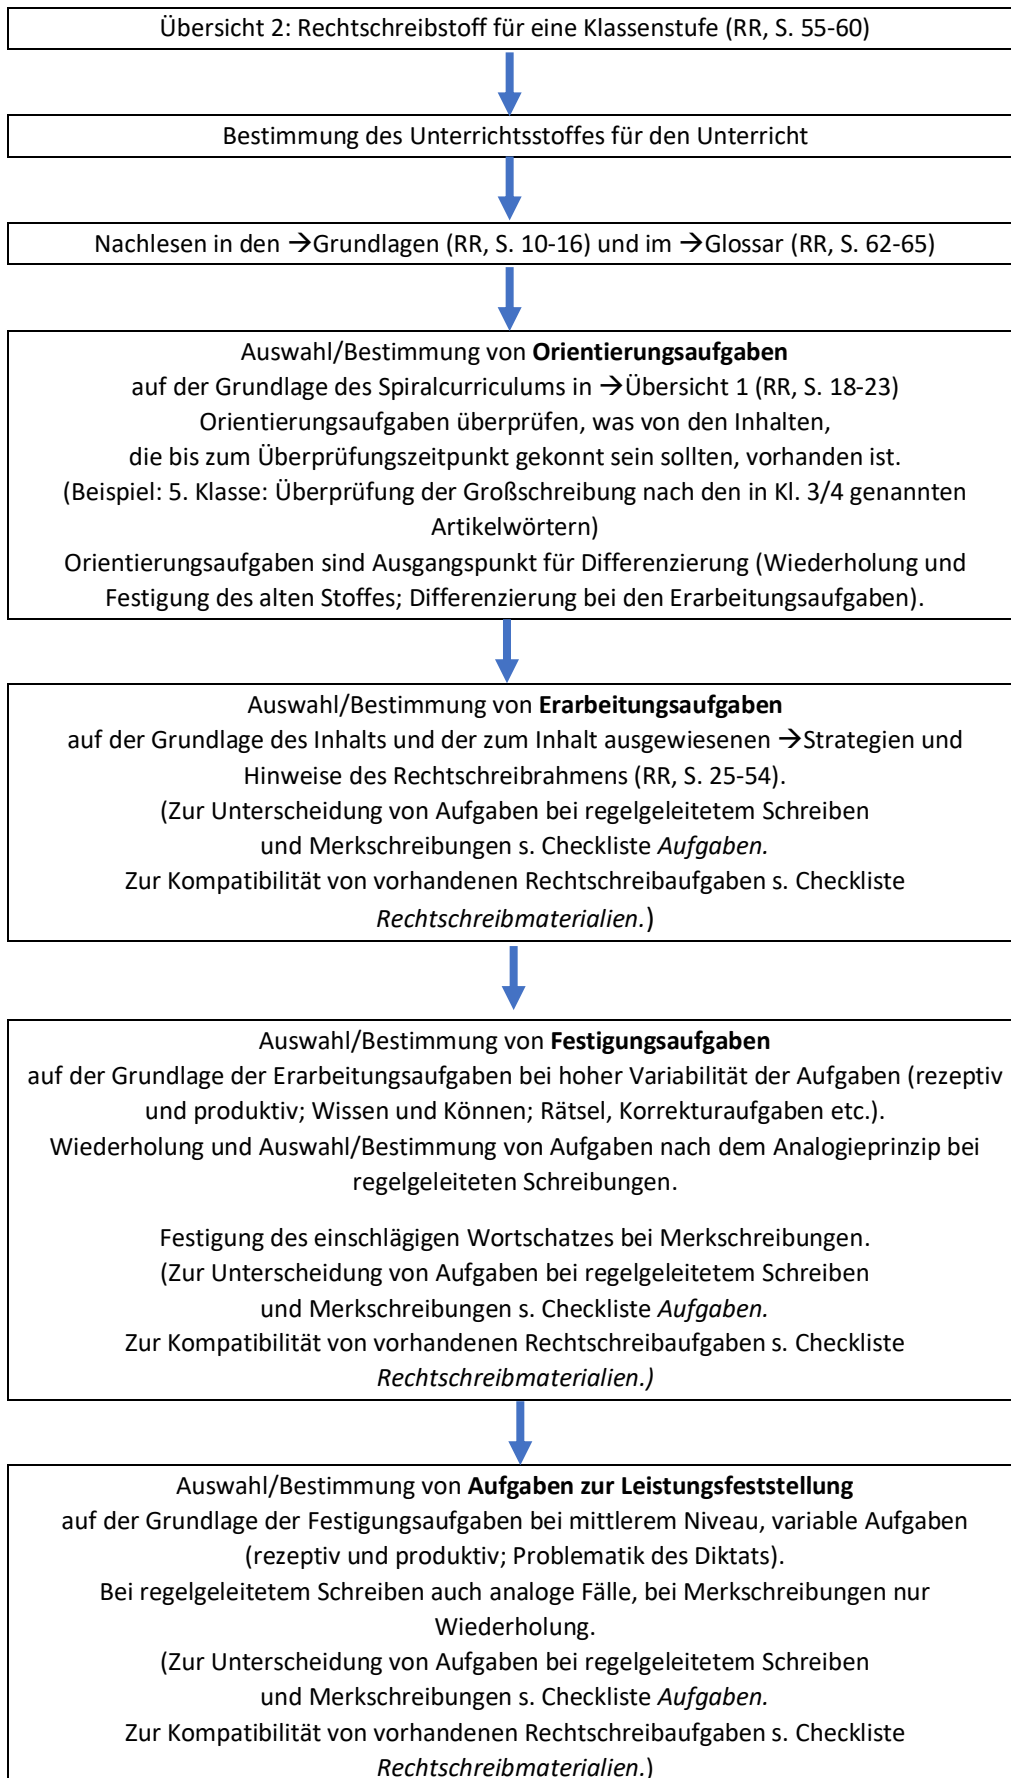 Übersicht 2: Rechtschreibstoff für eine Klassenstufe (RR, S. 55-60)
Bestimmung des Unterrichtsstoffes für den Unterricht
Nachlesen in den →Grundlagen (RR, S. 10-16) und im →Glossar (RR, S. 62-65)
Auswahl/Bestimmung von Orientierungsaufgaben
auf der Grundlage des Spiralcurriculums in →Übersicht 1 (RR, S. 18-23)
Orientierungsaufgaben überprüfen, was von den Inhalten,
die bis zum Überprüfungszeitpunkt gekonnt sein sollten, vorhanden ist.
(Beispiel: 5. Klasse: Überprüfung der Großschreibung nach den in Kl. 3/4 genannten
Artikelwörtern)
Orientierungsaufgaben sind Ausgangspunkt für Differenzierung (Wiederholung und
Festigung des alten Stoffes; Differenzierung bei den Erarbeitungsaufgaben).
Auswahl/Bestimmung von Erarbeitungsaufgaben
auf der Grundlage des Inhalts und der zum Inhalt ausgewiesenen →Strategien und
Hinweise des Rechtschreibrahmens (RR, S. 25-54).
(Zur Unterscheidung von Aufgaben bei regelgeleitetem Schreiben
und Merkschreibungen s. Checkliste Aufgaben.
Zur Kompatibilität von vorhandenen Rechtschreibaufgaben s. Checkliste
Rechtschreibmaterialien.)
Auswahl/Bestimmung von Festigungsaufgaben
auf der Grundlage der Erarbeitungsaufgaben bei hoher Variabilität der Aufgaben (rezeptiv
und produktiv; Wissen und Können; Rätsel, Korrekturaufgaben etc.).
Wiederholung und Auswahl/Bestimmung von Aufgaben nach dem Analogieprinzip bei
regelgeleiteten Schreibungen.
Festigung des einschlägigen Wortschatzes bei Merkschreibungen.
(Zur Unterscheidung von Aufgaben bei regelgeleitetem Schreiben
und Merkschreibungen s. Checkliste Aufgaben.
Zur Kompatibilität von vorhandenen Rechtschreibaufgaben s. Checkliste
Rechtschreibmaterialien.)
Auswahl/Bestimmung von Aufgaben zur Leistungsfeststellung
auf der Grundlage der Festigungsaufgaben bei mittlerem Niveau, variable Aufgaben
(rezeptiv und produktiv; Problematik des Diktats).
Bei regelgeleitetem Schreiben auch analoge Fälle, bei Merkschreibungen nur
Wiederholung.
(Zur Unterscheidung von Aufgaben bei regelgeleitetem Schreiben
und Merkschreibungen s. Checkliste Aufgaben.
Zur Kompatibilität von vorhandenen Rechtschreibaufgaben s. Checkliste
Rechtschreibmaterialien.)